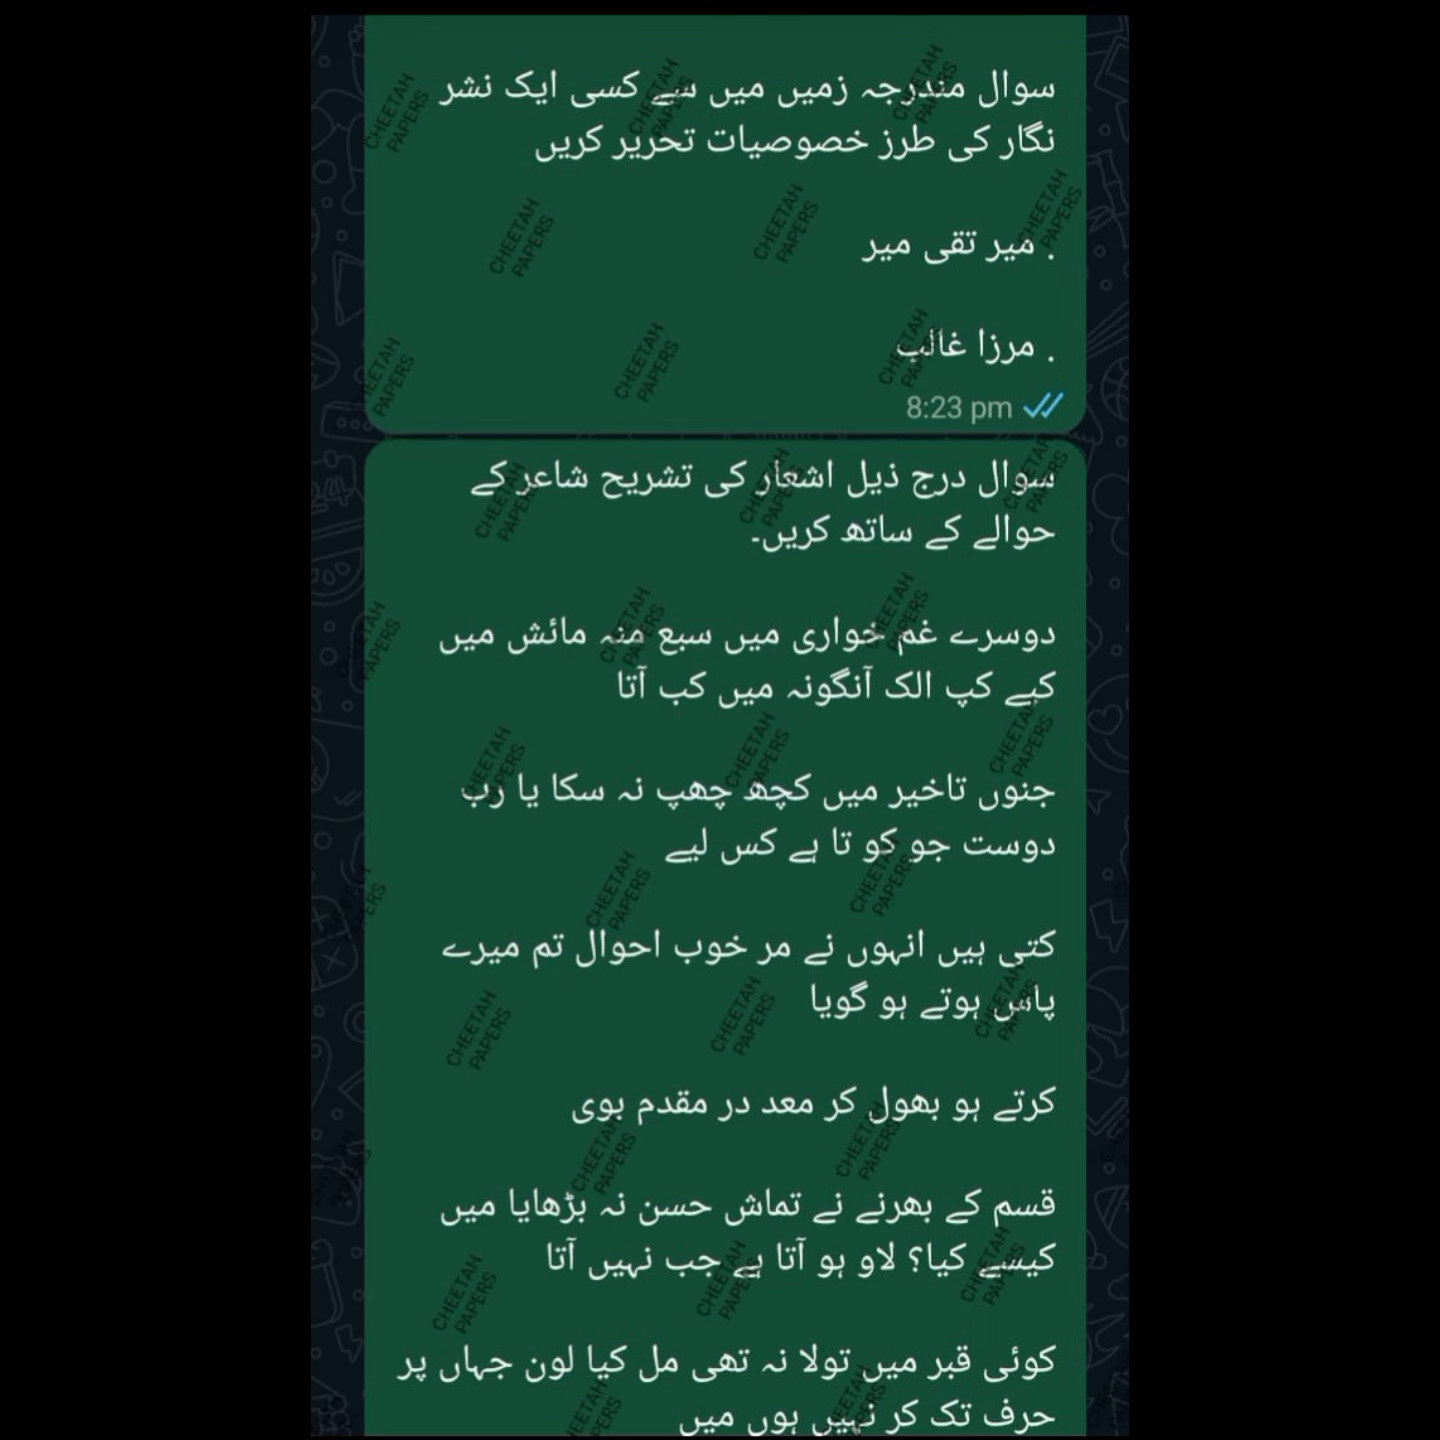 سوال مندرجہ زمیں میں سے کسی ایک نشر
نگار کی طرز خصوصیات تحریر کریں
. میر تقی میر
. مرزا غالب
8:23 pm
سوال درج ذیل اشعار کی تشریح شاعر کے
حوالے کے ساتھ کریں۔
دوسرے غم خواری میں سبع منہ مائش میں
کیے کپ الک آنگونہ میں کب آتا
جنوں تاخیر میں کچھ چھپ نہ سکا یا رب
دوست جو کو تا ہے کس لیے
کتی ہیں انہوں نے مر خوب احوال تم میرے
پاس ہوتے ہو گویا
کرتے ہو بھول کر معد در مقدم بوی
قسم کے بھرنے نے تماش حسن نہ بڑھایا میں
کیسے کیا؟ لاو ہو آتا ہے جب نہیں آتا
کوئی قبر میں تولا نہ تھی مل کیا لون جہاں پر
حرف تک کر نہیں ہوں میں
CHEETAH PAPERS